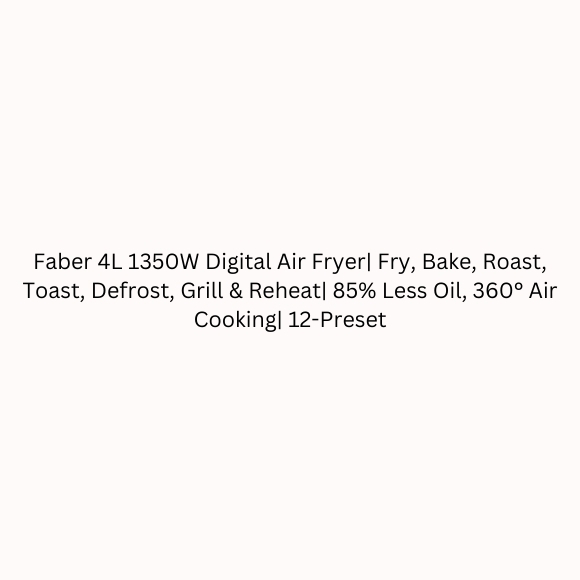 Faber 4L 1350W Digital Air Fryer| Fry, Bake, Roast,
Toast, Defrost, Grill & Reheat| 85% Less Oil, 360° Air
Cooking| 12-Preset